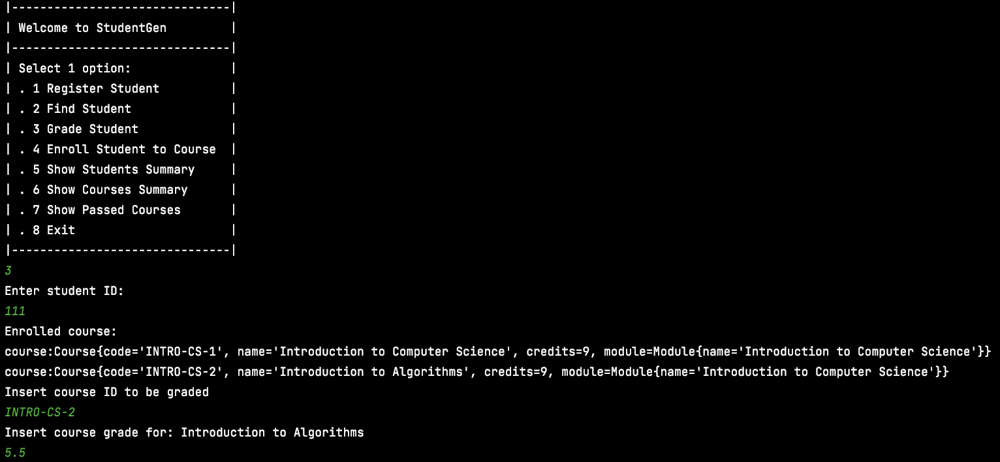 |-------------------------------|
| Welcome to StudentGen         |
|-------------------------------|
| Select 1 option:              |
| . 1 Register Student          |
| . 2 Find Student              |
| . 3 Grade Student             |
| . 4 Enroll Student to Course  |
| . 5 Show Students Summary     |
| . 6 Show Courses Summary      |
| . 7 Show Passed Courses       |
| . 8 Exit                      |
|-------------------------------|
3
Enter student ID:
111
Enrolled course:
course:Course{code='INTRO-CS-1', name='Introduction to Computer Science', credits=9, module=Module{name='Introduction to Computer Science'}}
course:Course{code='INTRO-CS-2', name='Introduction to Algorithms', credits=9, module=Module{name='Introduction to Computer Science'}}
Insert course ID to be graded
INTRO-CS-2
Insert course grade for: Introduction to Algorithms
5.5